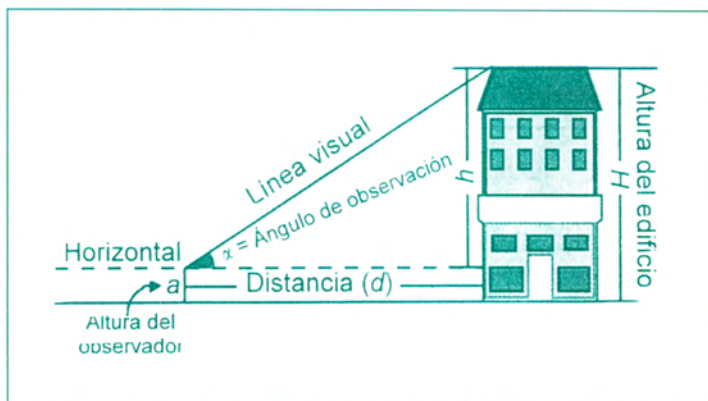 Línea visual
α = Ángulo de observación
h
Altura del edificio
H
Horizontal
a
Distancia (d)
Altura del
observador